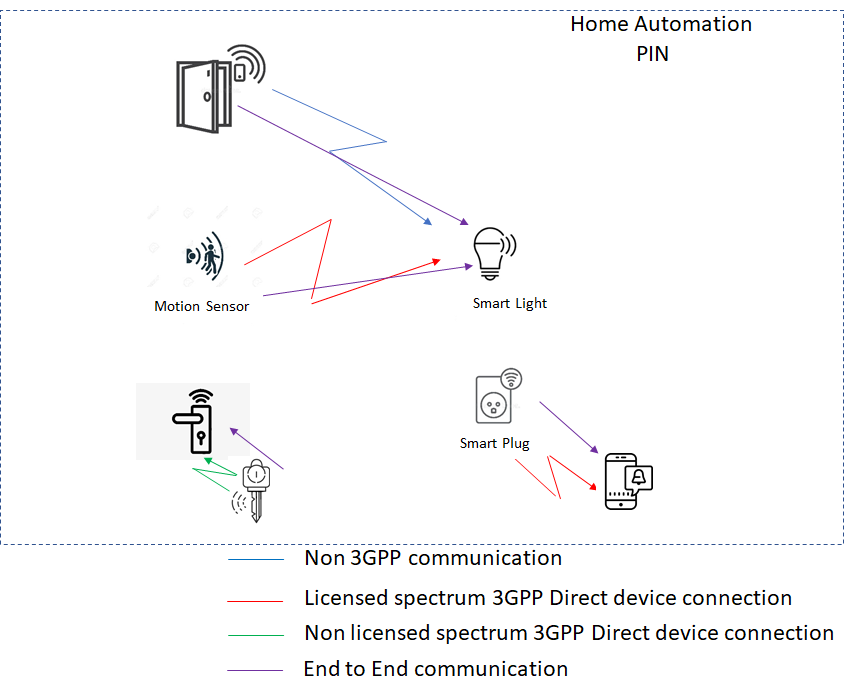 Home Automation
PIN
Motion Sensor
Smart Light
Smart Plug
Non 3GPP communication
Licensed spectrum 3GPP Direct device connection
Non licensed spectrum 3GPP Direct device connection
End to End communication